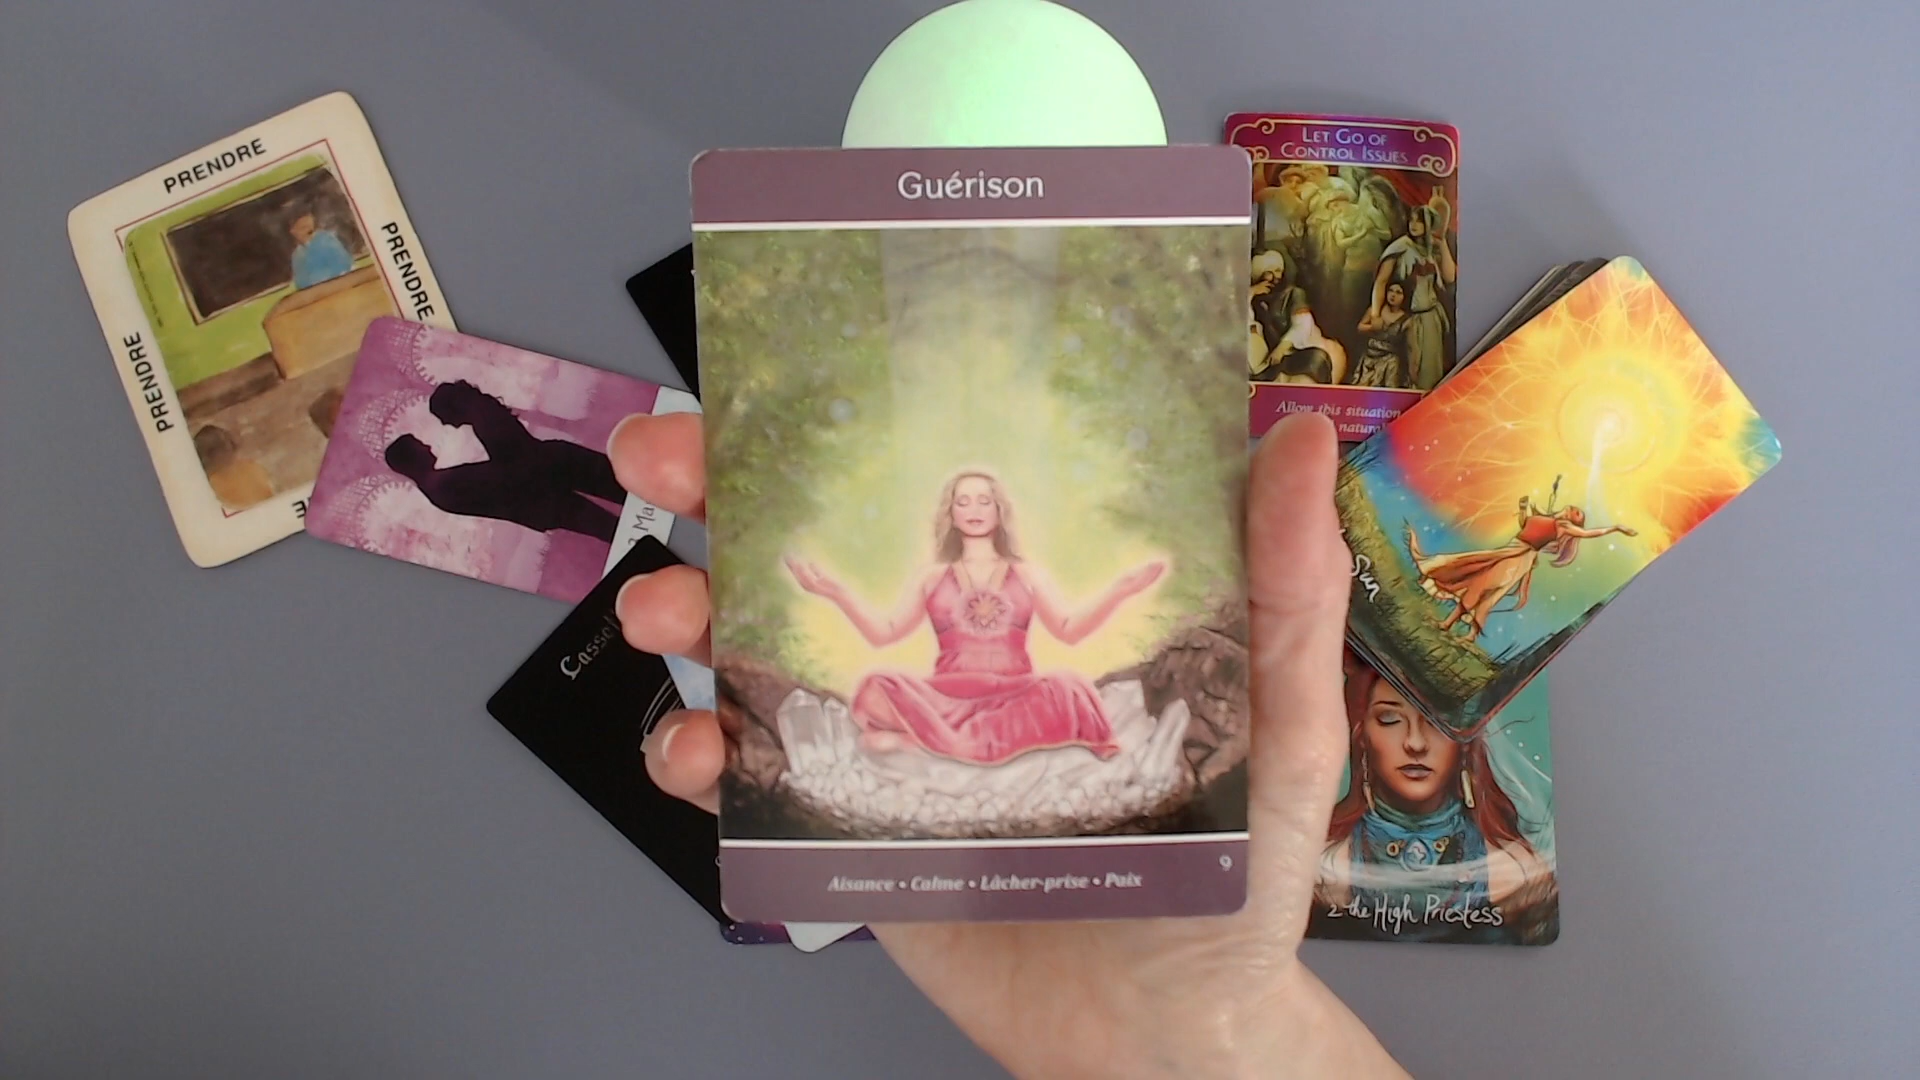 Guérison
Aisance • Calme • Lâcher-prise • Paix
9
PRENDRE
PRENDRE
PRENDRE
LET GO OF
CONTROL ISSUES
Allow this situation
Sun
2 the High Priestess